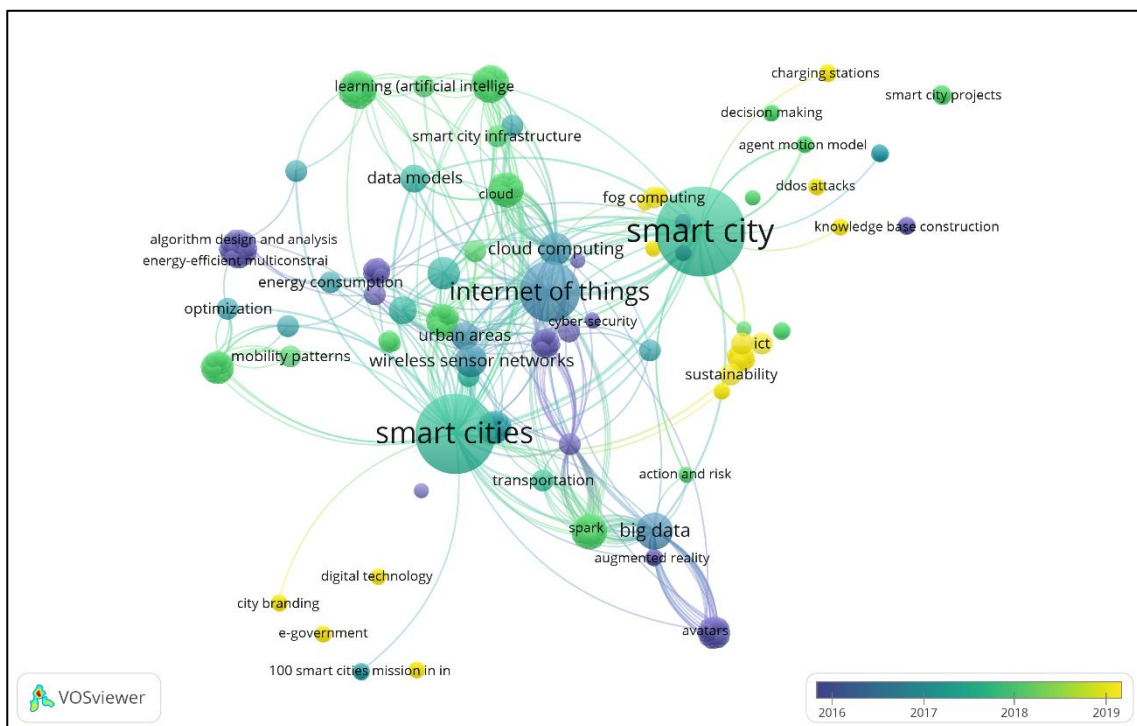 charging stations
learning (artificial intellige
smart city projects
decision making
smart city infrastructure
agent motion model
data models
ddos attacks
cloud
fog computing
knowledge base construction
smart city
algorithm design and analysis
cloud computing
energy-efficient multiconstrai
energy consumption
internet of things
optimization
cyber-security
urban areas
ict
mobility patterns
wireless sensor networks
sustainability
smart cities
action and risk
transportation
spark
big data
augmented reality
digital technology
city branding
e-government
avatars
100 smart cities mission in in
VOSviewer
2016 2017 2018 2019